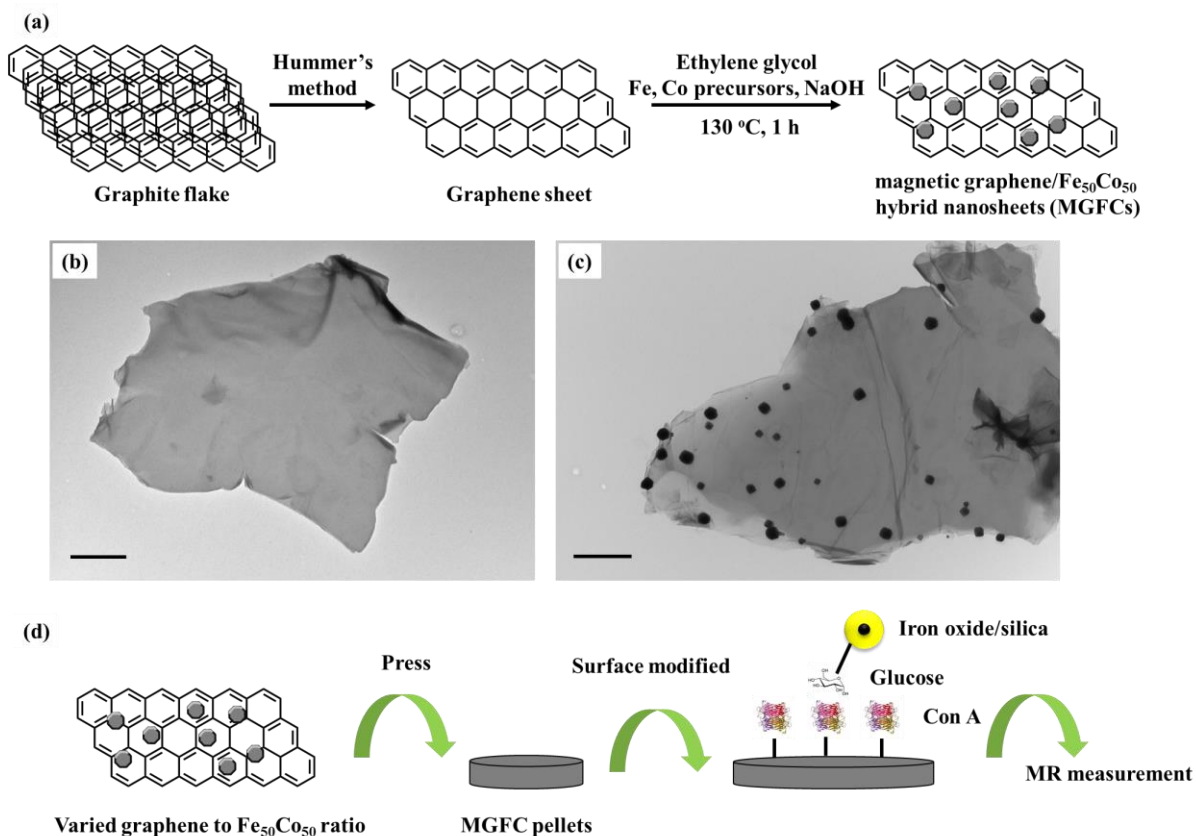 (a)
Hummer's
method
Ethylene glycol
Fe, Co precursors, NaOH
130 °C, 1 h
Graphite flake
Graphene sheet
magnetic graphene/Fe₅₀Co₅₀
hybrid nanosheets (MGFCs)
(b)
(c)
(d)
Press
Surface modified
Iron oxide/silica
Glucose
Con A
MR measurement
Varied graphene to Fe₅₀Co₅₀ ratio
MGFC pellets